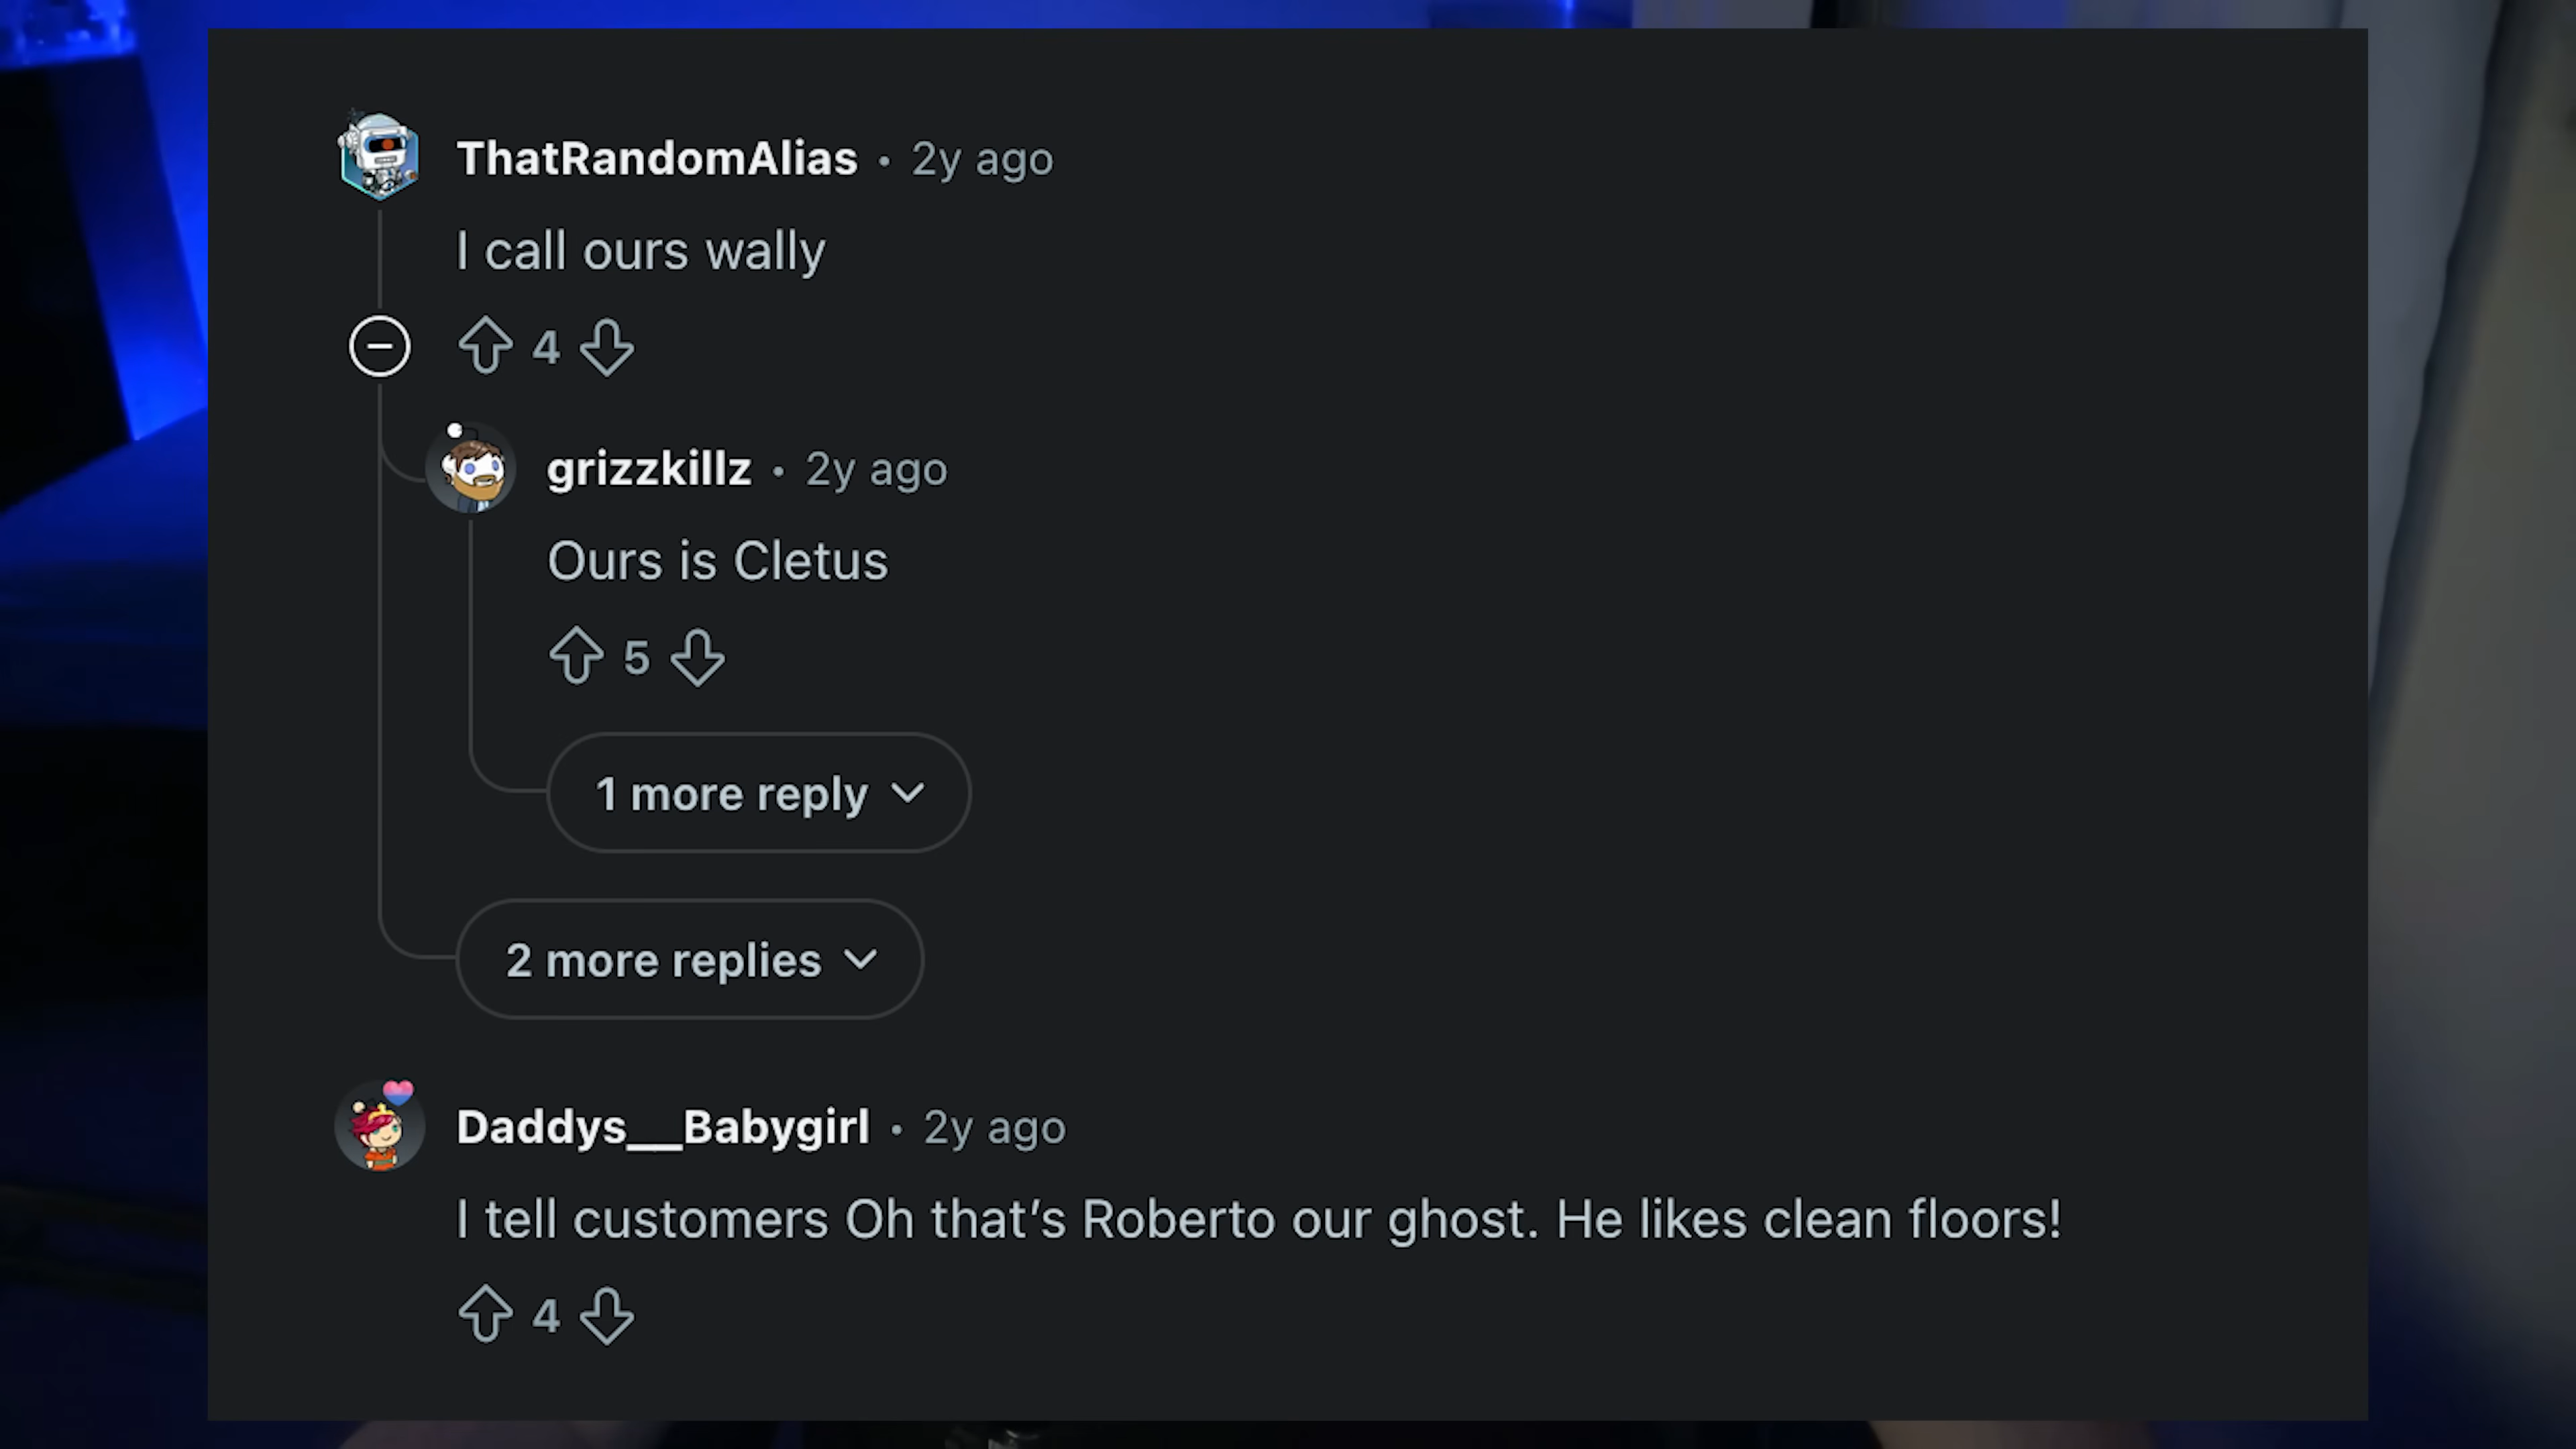 ThatRandomAlias • 2y ago
I call ours wally
4
grizzkillz • 2y ago
Ours is Cletus
5
1 more reply
2 more replies
Daddys__Babygirl • 2y ago
I tell customers Oh that’s Roberto our ghost. He likes clean floors!
4